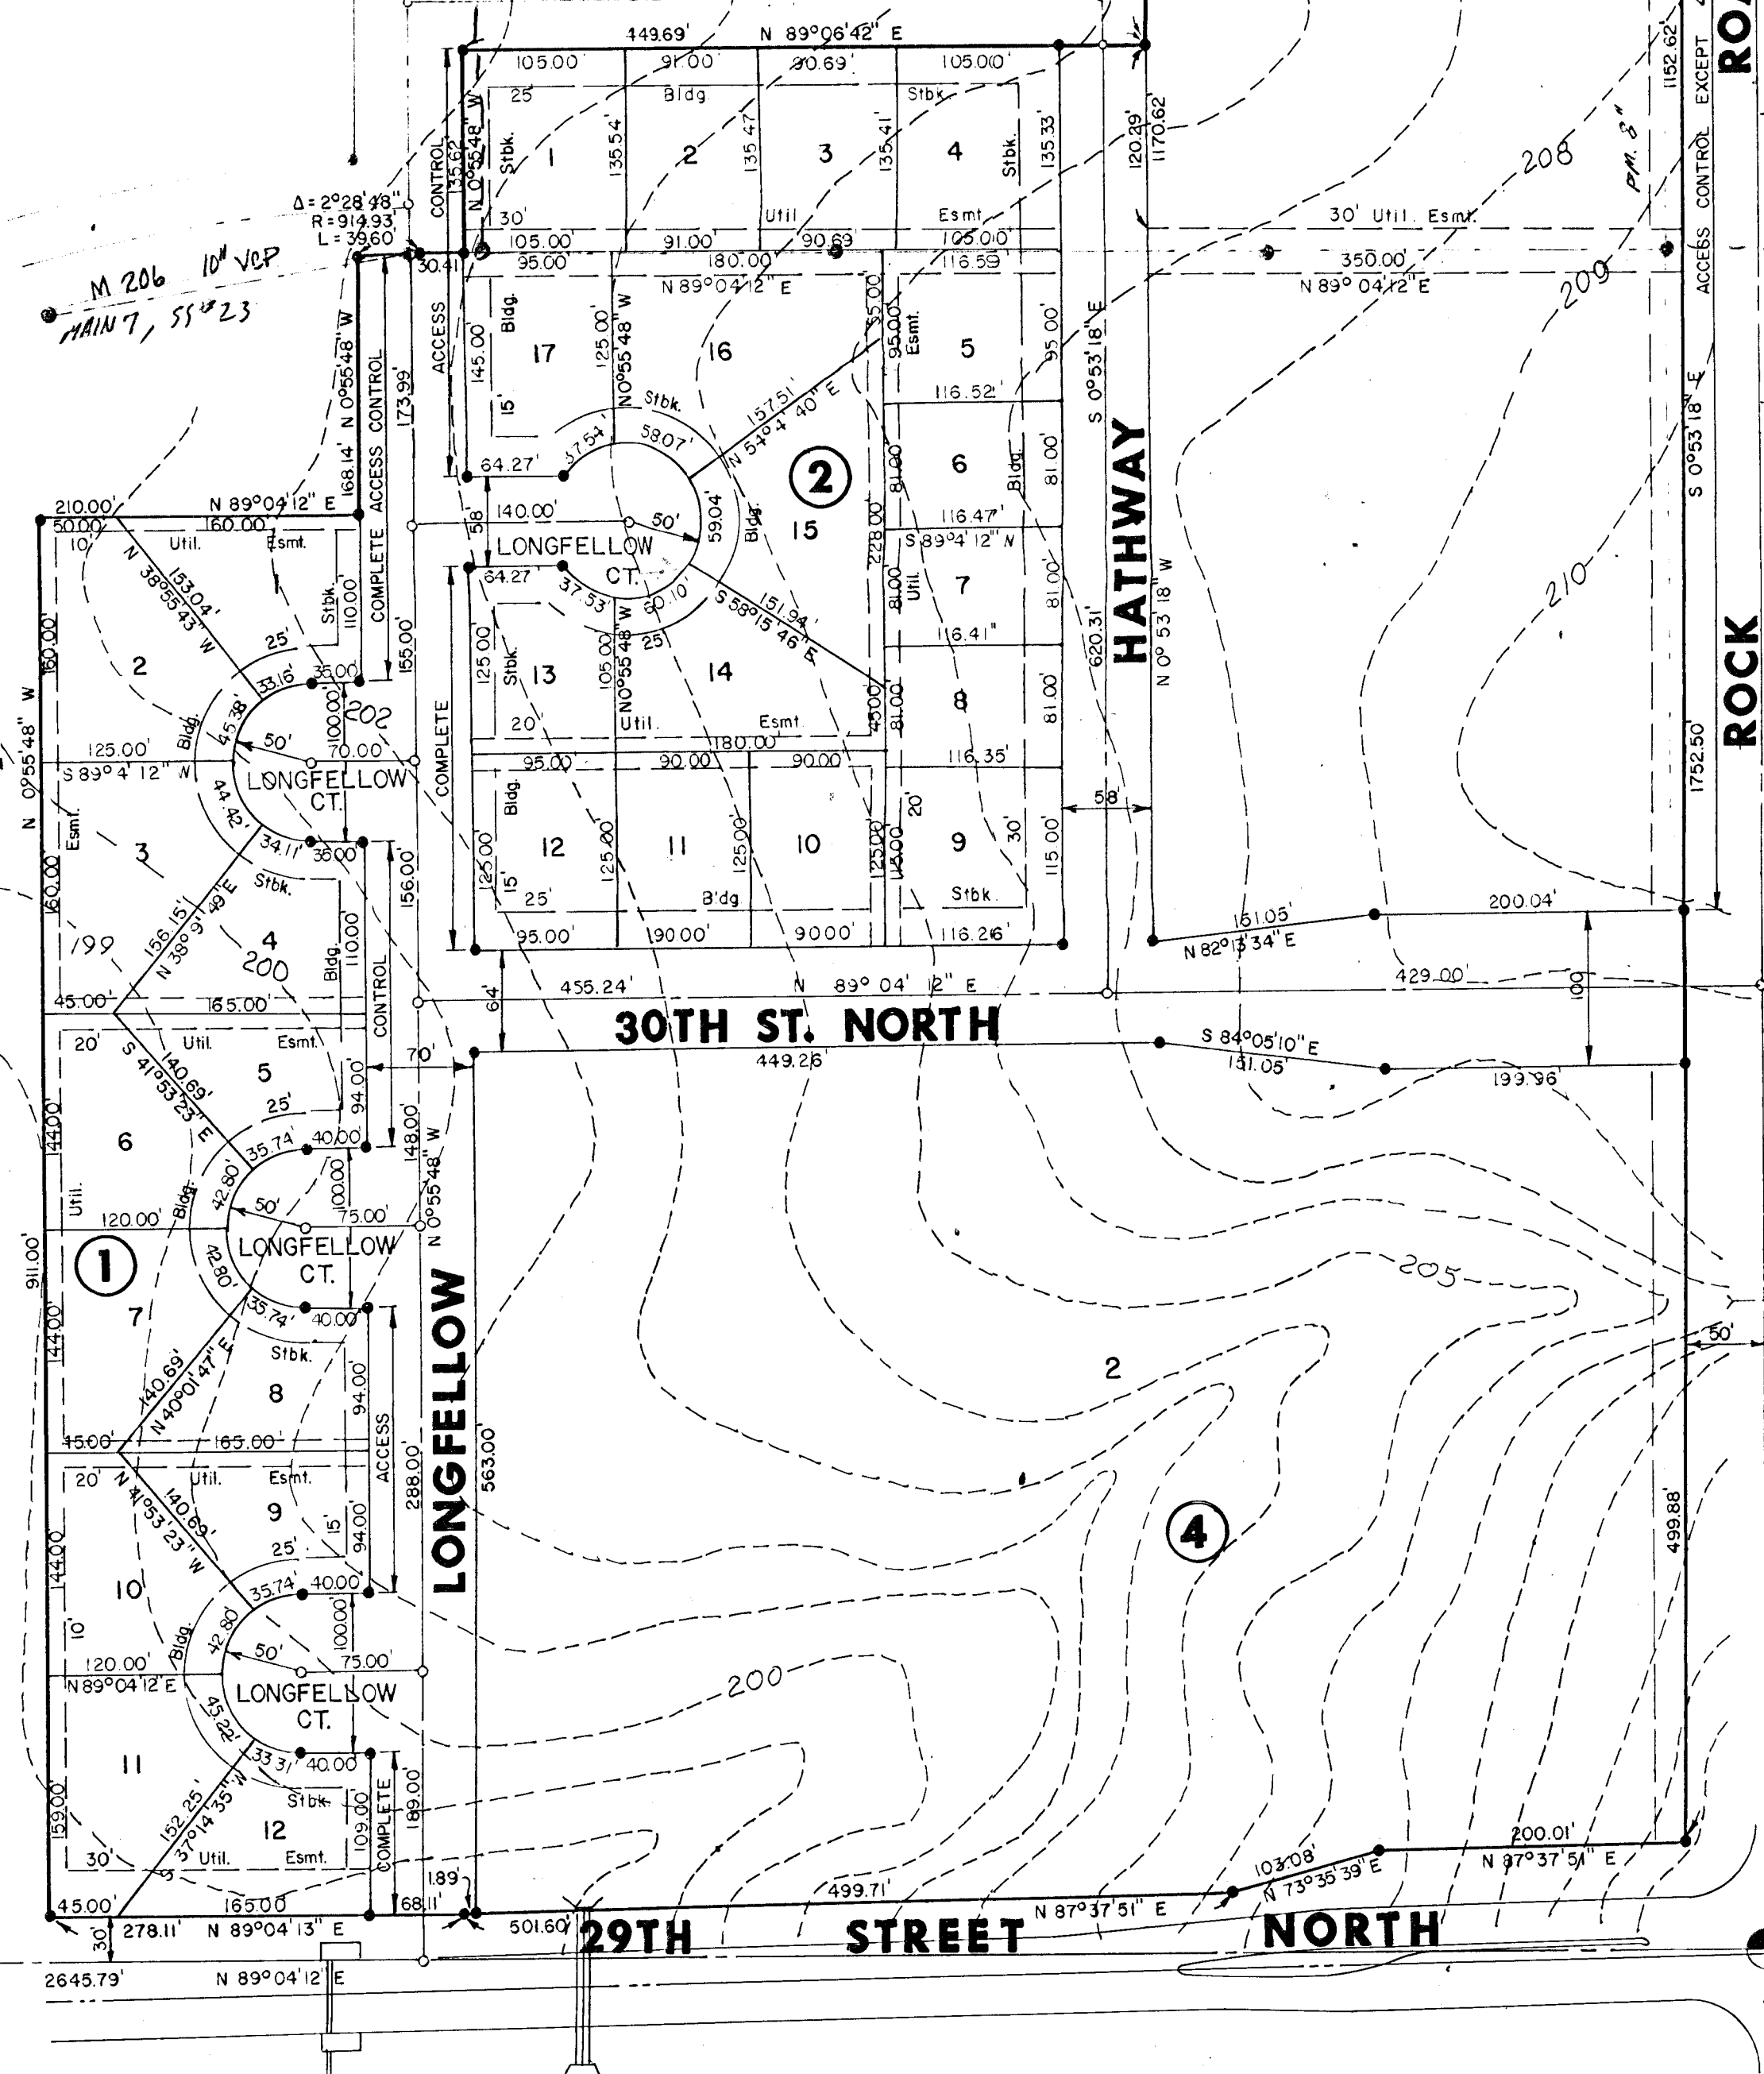 449.69' N 89°06'42" E
105.00' 91.00' 90.69' 105.00'
25' Bldg. Stbk.
CONTROL
135.62'
N 0°55'48" W
Stbk.
1
135.54'
2
135.47'
3
135.41'
4
Stbk.
135.33'
120.29'
1170.62'
30' Util. Esmt.
105.00' 91.00' 90.69' 105.00'
Δ = 2°28'48"
R = 914.93'
L = 39.60'
30.41'
M 206 10" VCP
MAIN 7, SS#23
95.00' 180.00' 116.59'
N 89°04'12" E
208
P.M. 8"
30' Util. Esmt.
350.00'
N 89°04'12" E
209
1152.62'
ACCESS CONTROL EXCEPT
ROA
ROCK
S 0°53'18" E
168.14' N 0°55'48" W
COMPLETE ACCESS CONTROL
173.99'
ACCESS
145.00'
Bldg.
15'
17
125.00'
N 0°55'48" W
16
55.00'
95.00'
Esmt.
5
95.00'
S 0°53'18" E
116.52'
Stbk.
37.54' 58.07'
157.51'
N 54°4'40" E
2
15
59.04'
Bldg.
64.27'
58'
140.00' 50'
LONGFELLOW
CT.
64.27'
37.53' 60.10'
25'
151.94'
S 58°15'46" E
81.00'
6
Bldg.
81.00'
116.47'
S 89°4'12" W
228.00'
81.00'
Util.
7
81.00'
116.41"
8
81.00'
81.00'
45.00'
116.35'
HATHWAY
620.31'
N 0°53'18" W
210
210.00' N 89°04'12" E
50.00' 160.00'
10' Util. Esmt.
153.04'
N 38°55'43" W
Stbk.
110.00'
160.00'
2
25'
33.16' 35.00'
45.38'
100.00'
202
155.00'
N 0°55'48" W
Bldg.
125.00' 50' 70.00'
S 89°4'12" W
LONGFELLOW
CT.
44.42'
34.11' 35.00'
Stbk.
Esmt.
3
160.00
156.15'
N 38°9'49" E
4
199
200
Bldg.
110.00'
156.00'
CONTROL
45.00' 165.00'
COMPLETE
125.00'
Stbk.
13
105.00'
N 0°55'48" W
14
20' Util. Esmt.
180.00'
95.00' 90.00' 90.00'
Bldg.
12
125.00'
11
125.00'
10
125.00'
115.00'
20'
9
30'
115.00'
58'
125.00'
15'
25' Bldg. Stbk.
95.00' 90.00' 90.00' 116.26'
1752.50'
161.05'
N 82°13'34" E
200.04'
64'
455.24' N 89°04'12" E
429.00'
100'
30TH ST. NORTH
70'
449.26'
S 84°05'10" E
151.05'
199.96'
20' Util. Esmt.
140.69'
S 41°53'23" E
5
94.00'
25'
144.00'
6
35.74' 40.00'
42.80'
100.00'
148.00'
N 0°55'48" W
Util.
Bldg.
120.00' 50' 75.00'
LONGFELLOW
CT.
1
911.00'
42.80'
35.74' 40.00'
205
50'
7
144.00'
Stbk.
140.69'
N 40°01'47" E
8
94.00'
2
LONGFELLOW
ACCESS
288.00'
563.00'
45.00' 165.00'
20' Util. Esmt.
N 41°53'23" W
140.69'
9
15'
94.00'
25'
4
499.88'
144.00
10
35.74' 40.00'
42.80'
100.00'
10'
Bldg.
50' 75.00'
120.00'
N 89°04'12" E
LONGFELLOW
CT.
200
45.22'
33.31' 40.00'
11
159.00'
152.25'
S 37°14'35" W
Stbk.
12
109.00'
COMPLETE
189.00'
30' Util. Esmt.
1.89'
45.00' 165.00 68.11'
499.71'
N 87°37'51" E
103.08'
N 73°35'39" E
200.01'
N 87°37'51" E
30'
278.11' N 89°04'13" E
501.60'
29TH STREET NORTH
2645.79' N 89°04'12" E